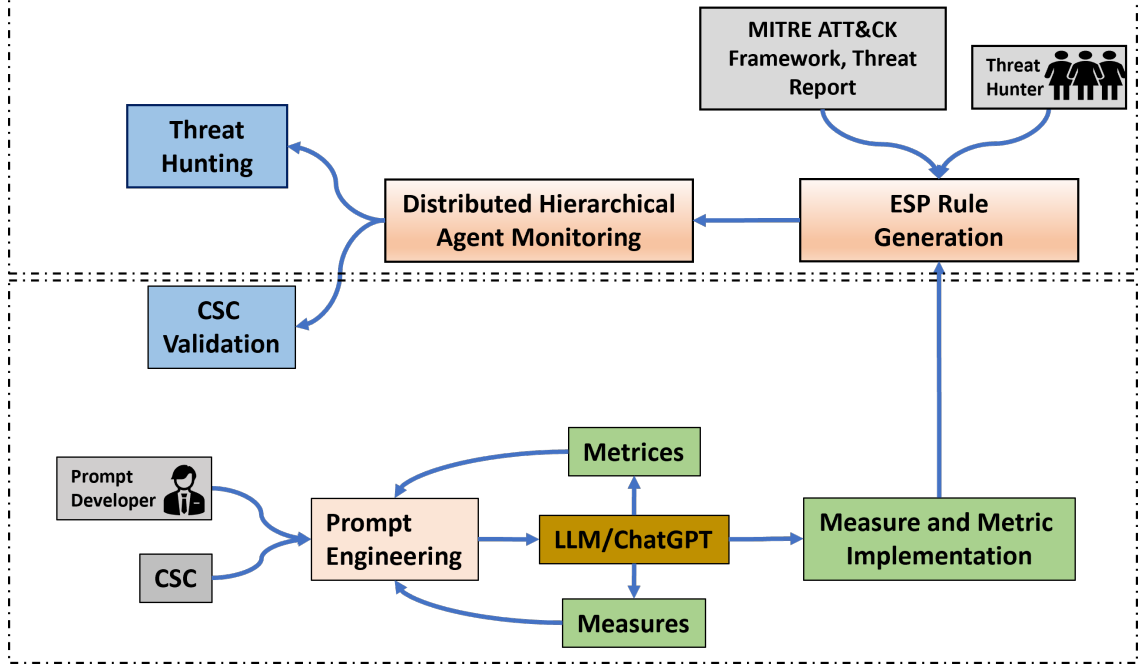 MITRE ATT&CK
Framework, Threat
Report
Threat
Hunter
Threat
Hunting
Distributed Hierarchical
Agent Monitoring
ESP Rule
Generation
CSC
Validation
Metrices
Prompt
Developer
Prompt
Engineering
LLM/ChatGPT
Measure and Metric
Implementation
CSC
Measures